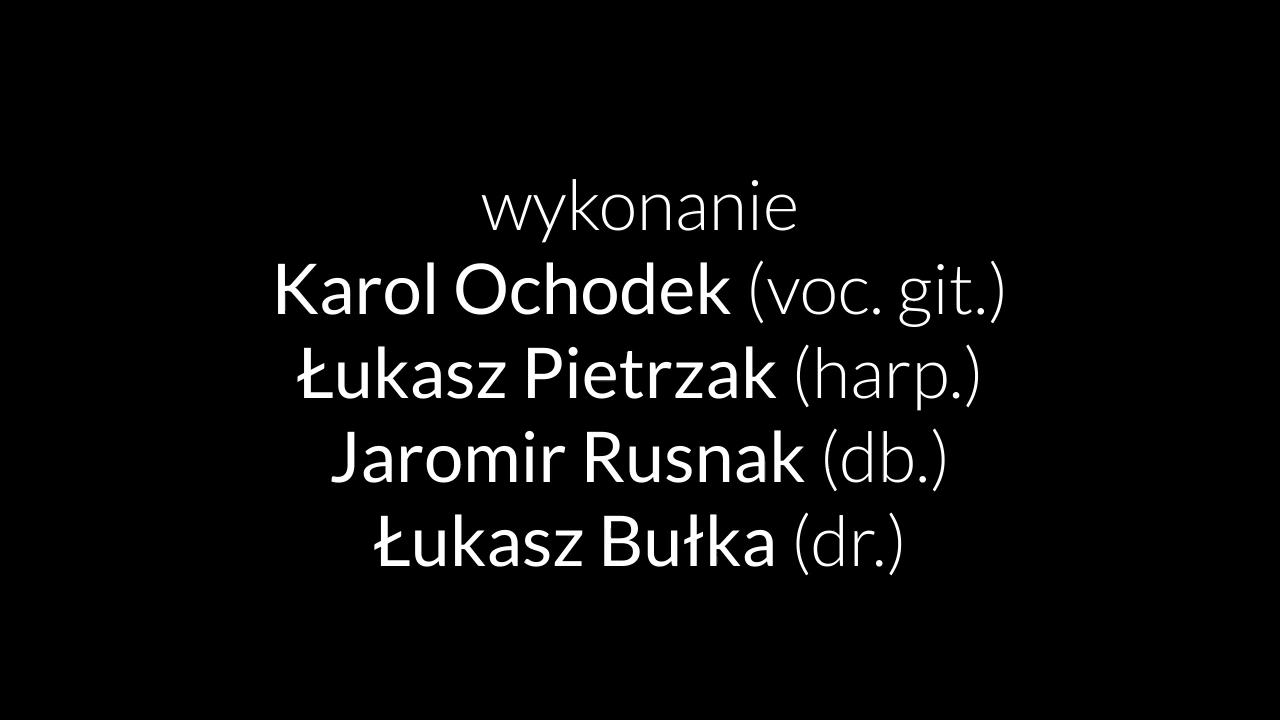 wykonanie
Karol Ochodek (voc. git.)
Łukasz Pietrzak (harp.)
Jaromir Rusnak (db.)
Łukasz Bułka (dr.)